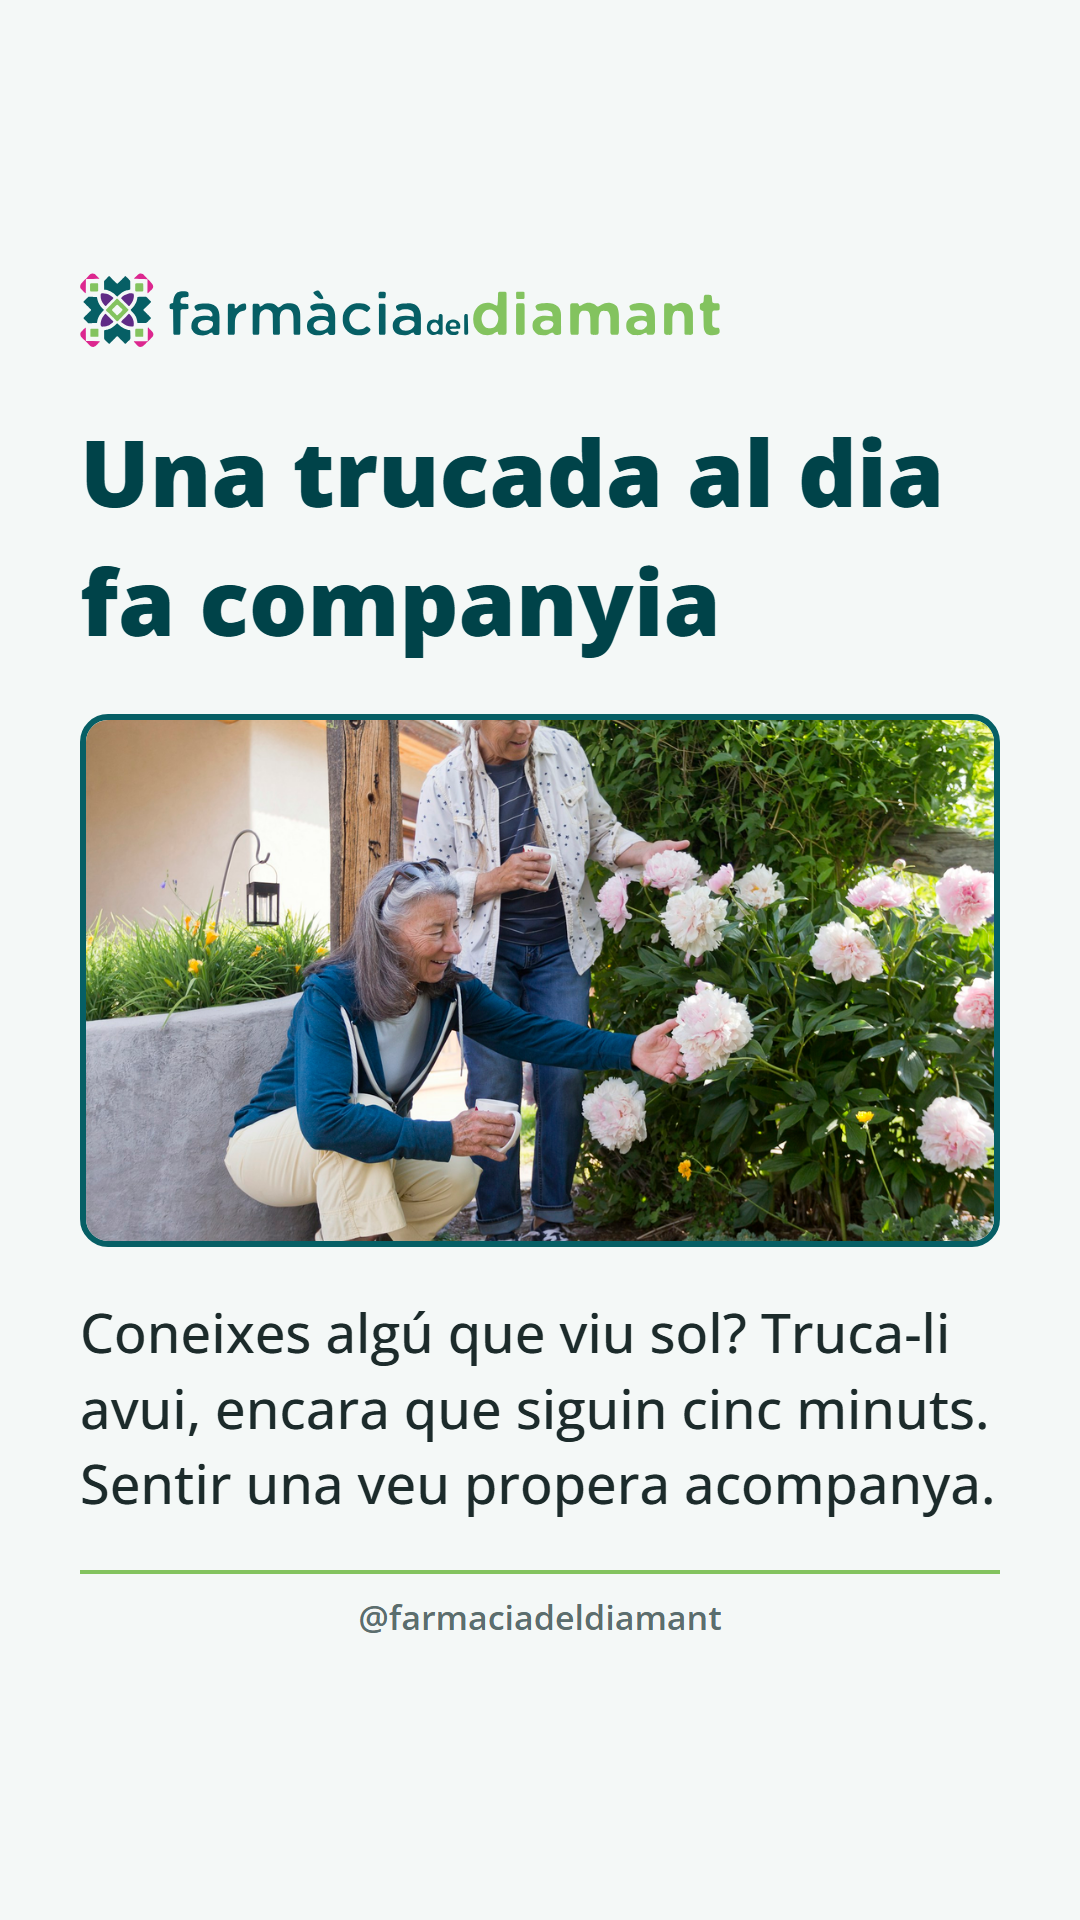 farmàciadeldiamant
Una trucada al dia
fa companyia
Coneixes algú que viu sol? Truca-li
avui, encara que siguin cinc minuts.
Sentir una veu propera acompanya.
@farmaciadeldiamant